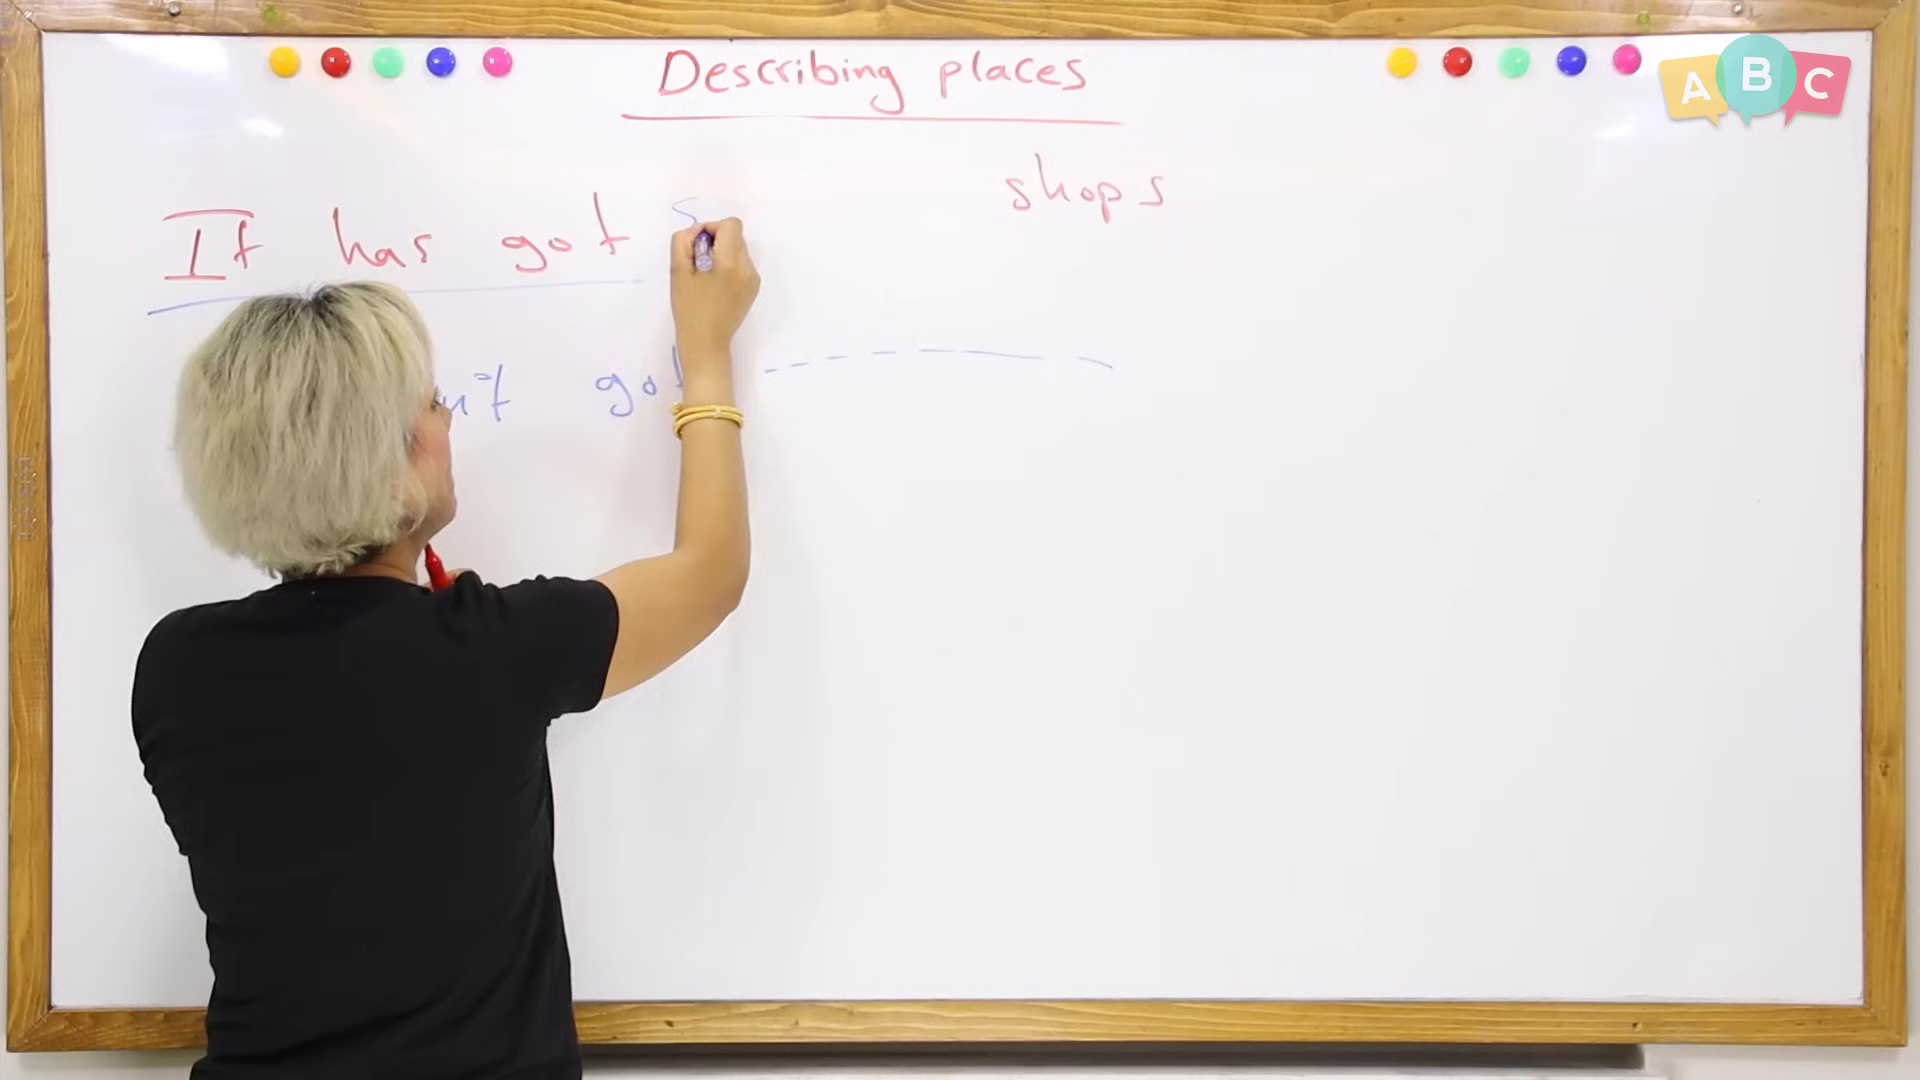 Describing places
shops
It has got
got
A B C